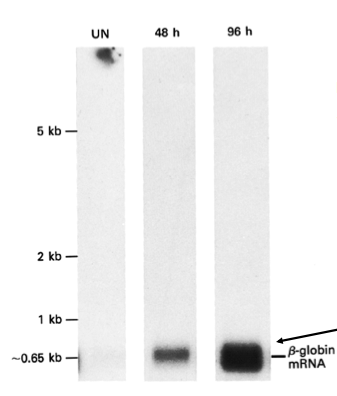 UN 48 h 96 h
5 kb
2 kb
1 kb
~0.65 kb
β-globin
mRNA